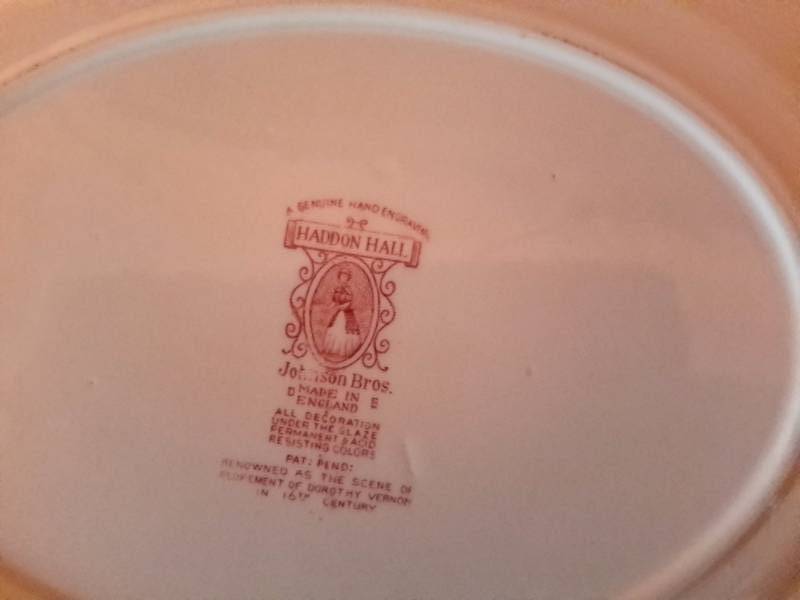 A GENUINE HAND ENGRAVING
HADDON HALL
Johnson Bros.
D MADE IN E
ENGLAND
ALL DECORATION
UNDER THE GLAZE
PERMANENT & ACID
RESISTING COLORS
PAT: PEND:
RENOWNED AS THE SCENE OF
ELOPEMENT OF DOROTHY VERNON
IN 16TH CENTURY